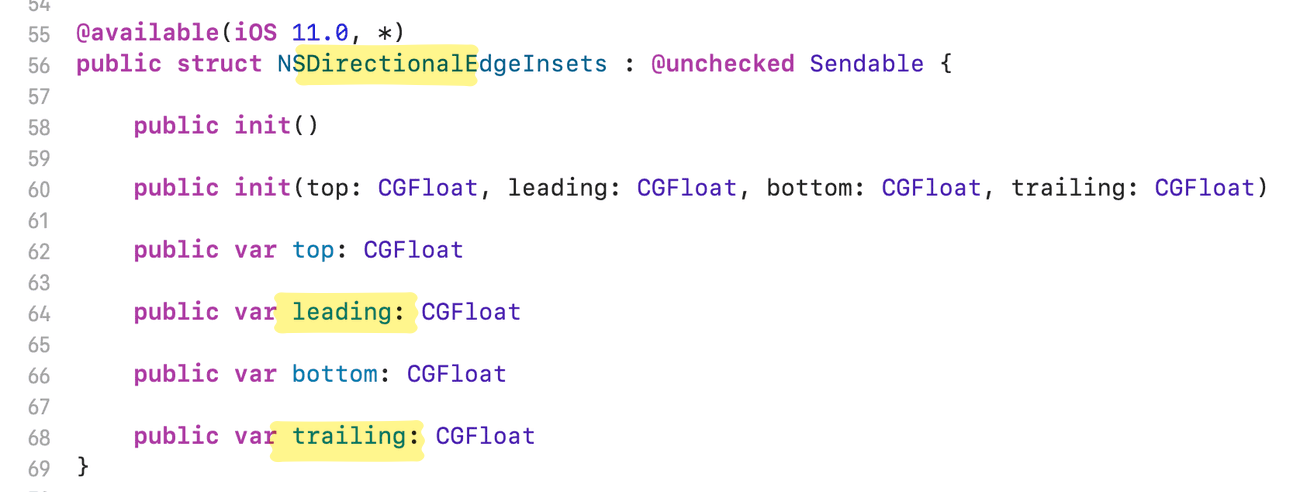 54
55 @available(iOS 11.0, *)
56 public struct NSDirectionalEdgeInsets : @unchecked Sendable {
57
58 public init()
59
60 public init(top: CGFloat, leading: CGFloat, bottom: CGFloat, trailing: CGFloat)
61
62 public var top: CGFloat
63
64 public var leading: CGFloat
65
66 public var bottom: CGFloat
67
68 public var trailing: CGFloat
69 }